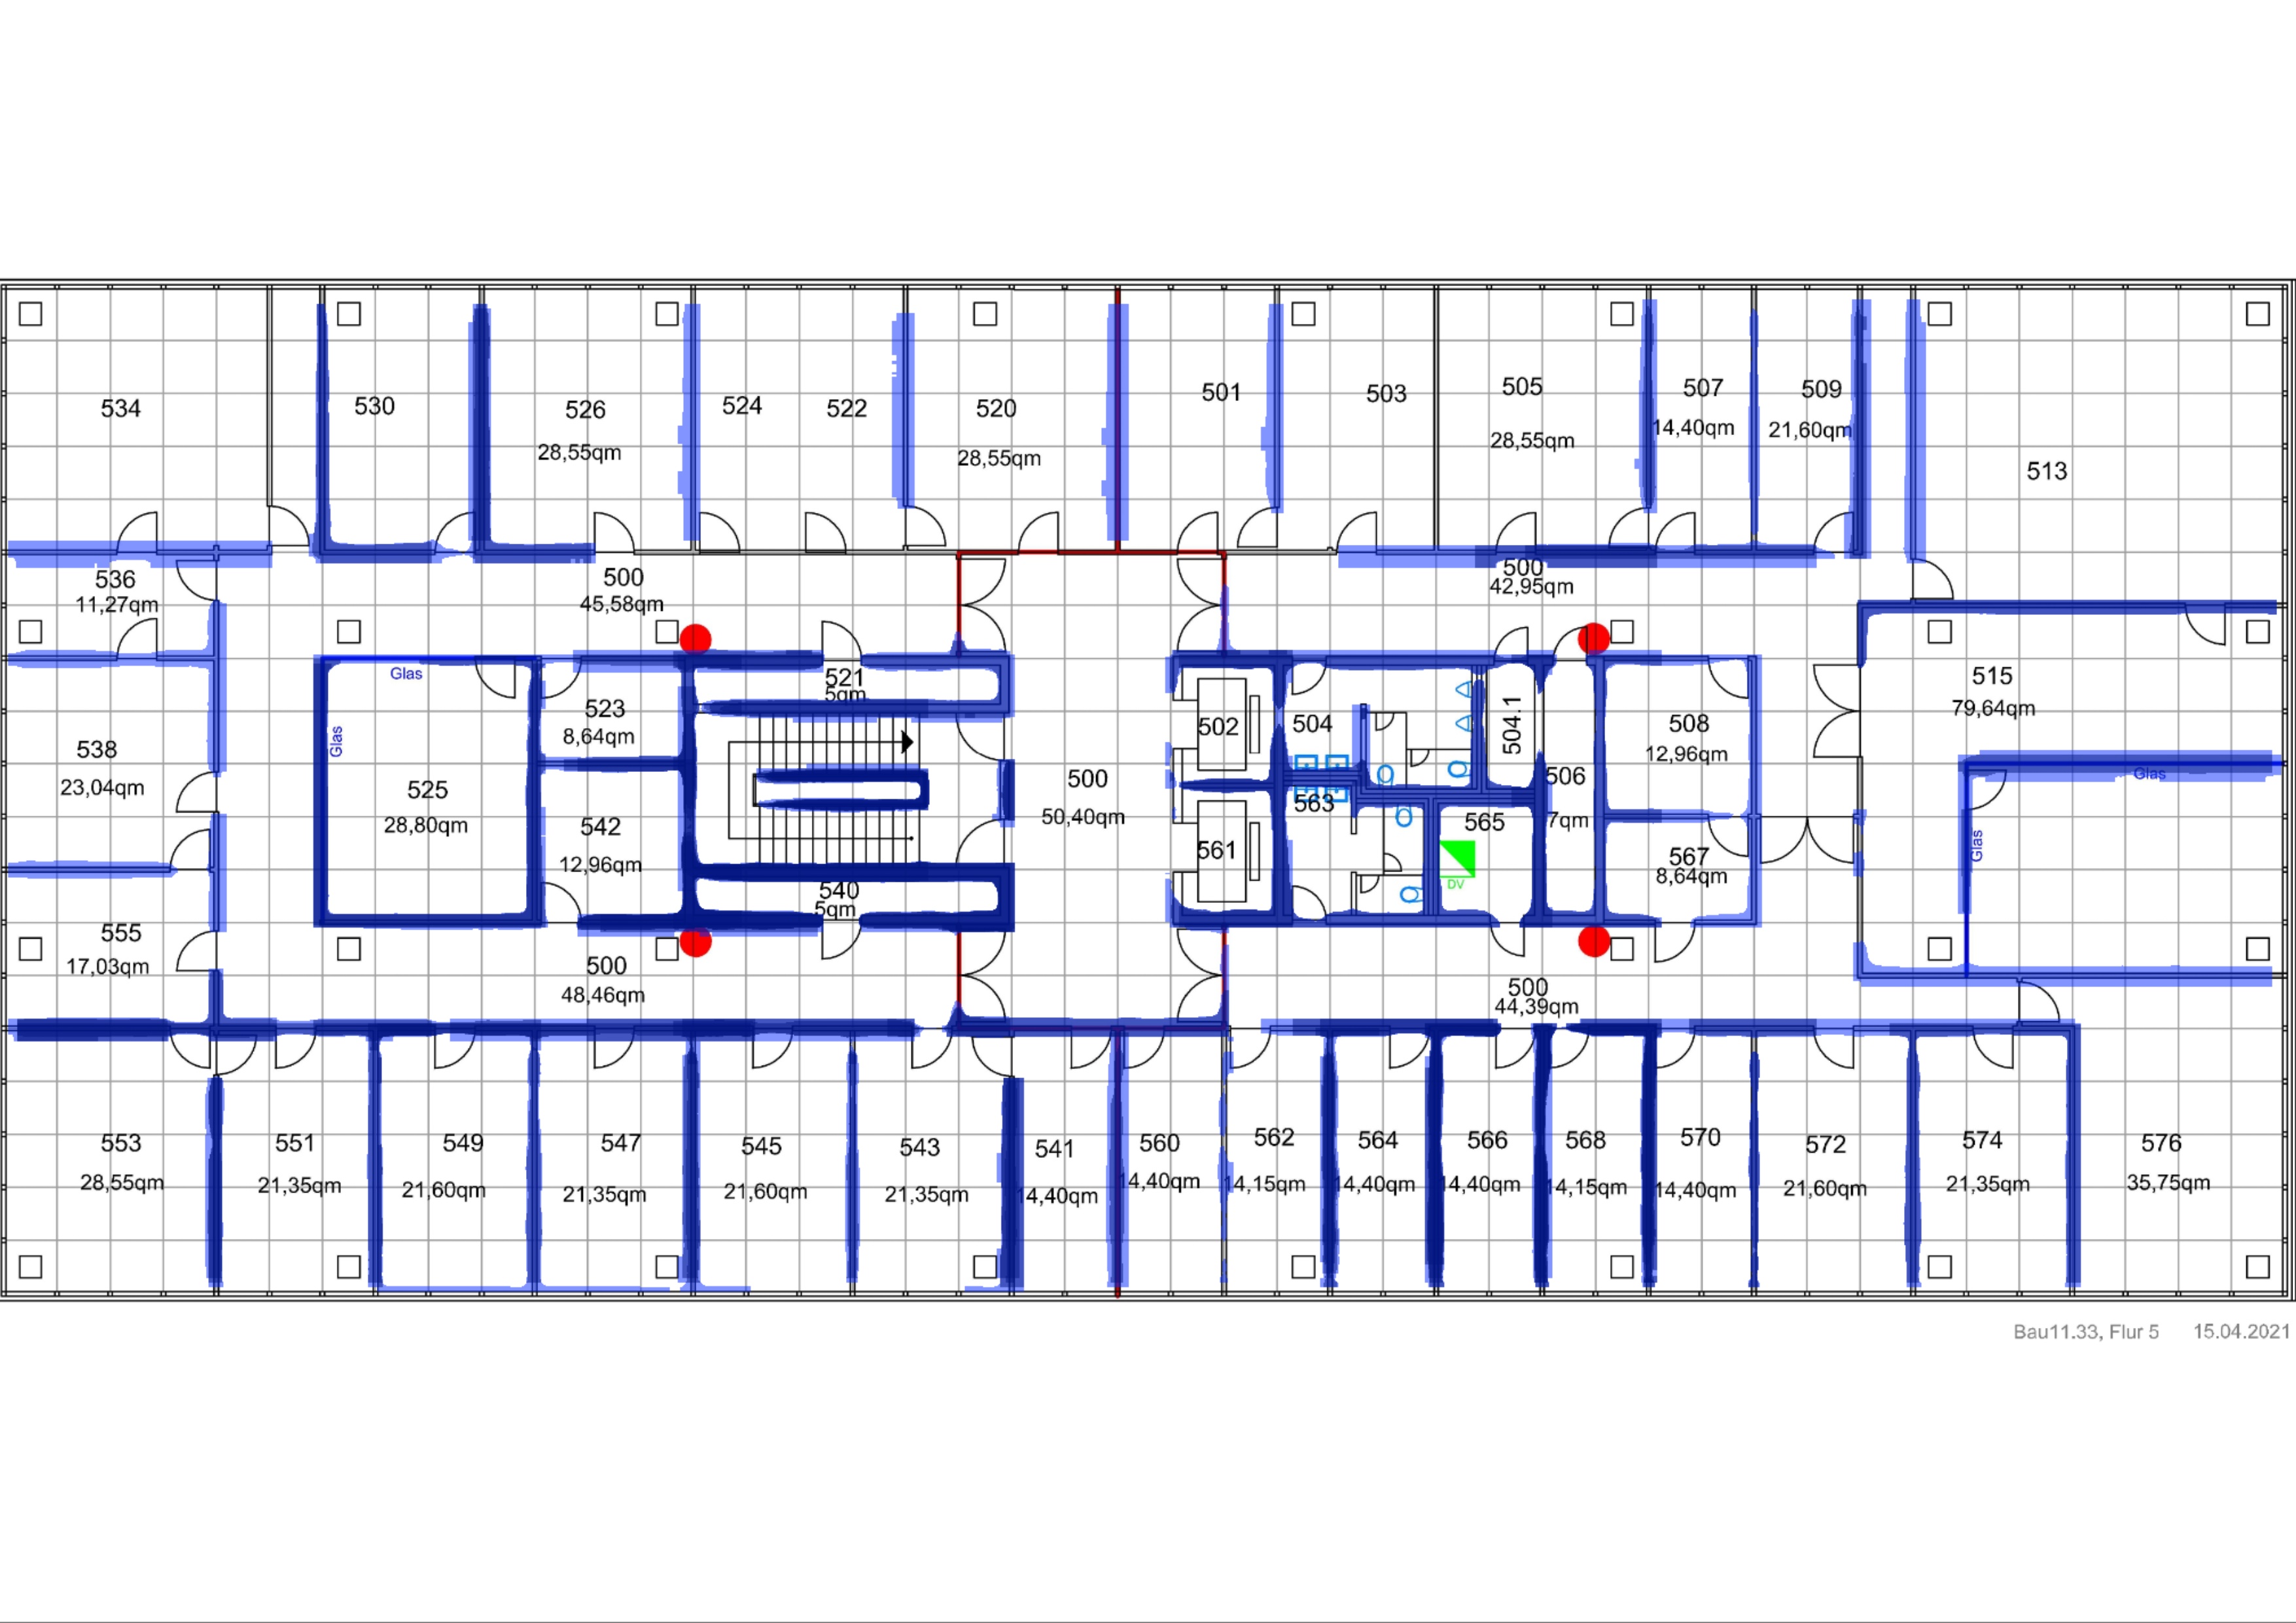 534
530
526
28,55qm
524
522
520
28,55qm
501
503
505
28,55qm
507
14,40qm
509
21,60qm
513
536
11,27qm
500
45,58qm
500
42,95qm
538
23,04qm
Glas
Glas
525
28,80qm
523
8,64qm
542
12,96qm
521
5qm
540
5qm
500
50,40qm
502
561
504
563
504.1
565
DV
506
7qm
508
12,96qm
567
8,64qm
515
79,64qm
Glas
Glas
555
17,03qm
500
48,46qm
500
44,39qm
553
28,55qm
551
21,35qm
549
21,60qm
547
21,35qm
545
21,60qm
543
21,35qm
541
14,40qm
560
14,40qm
562
14,15qm
564
14,40qm
566
14,40qm
568
14,15qm
570
14,40qm
572
21,60qm
574
21,35qm
576
35,75qm
Bau11.33, Flur 5 15.04.2021